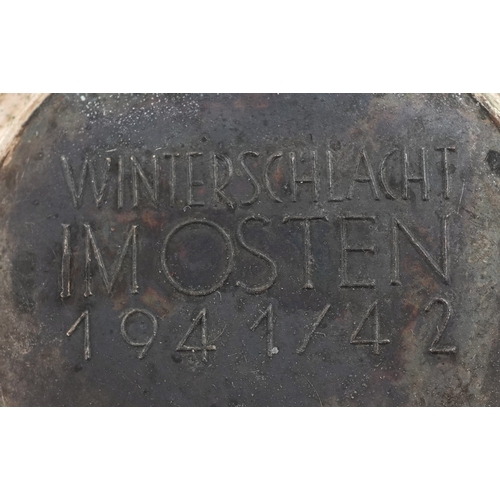 WINTERSCHLACHT
IM OSTEN
1941/42